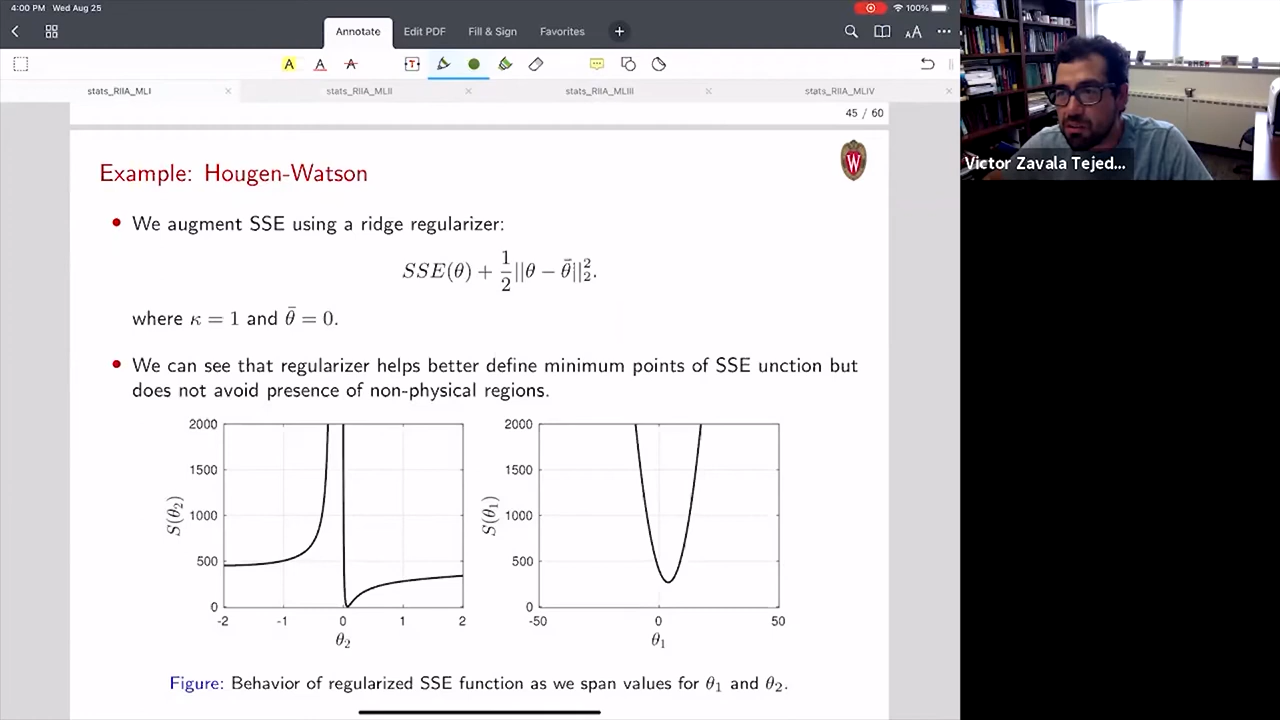 4:00 PM Wed Aug 25
100%
Annotate
Edit PDF
Fill & Sign
Favorites
AA
A A A T
stats_RIIA_MLI
stats_RIIA_MLII
stats_RIIA_MLIII
stats_RIIA_MLIV
45 / 60
W
Example: Hougen-Watson
• We augment SSE using a ridge regularizer:
SSE(θ) + 1/2||θ − θ̄||₂².
where κ = 1 and θ̄ = 0.
• We can see that regularizer helps better define minimum points of SSE unction but
does not avoid presence of non-physical regions.
S(θ₂)
2000
1500
1000
500
0
-2 -1 0 1 2
θ₂
S(θ₁)
2000
1500
1000
500
0
-50 0 50
θ₁
Figure: Behavior of regularized SSE function as we span values for θ₁ and θ₂.
Victor Zavala Tejed...